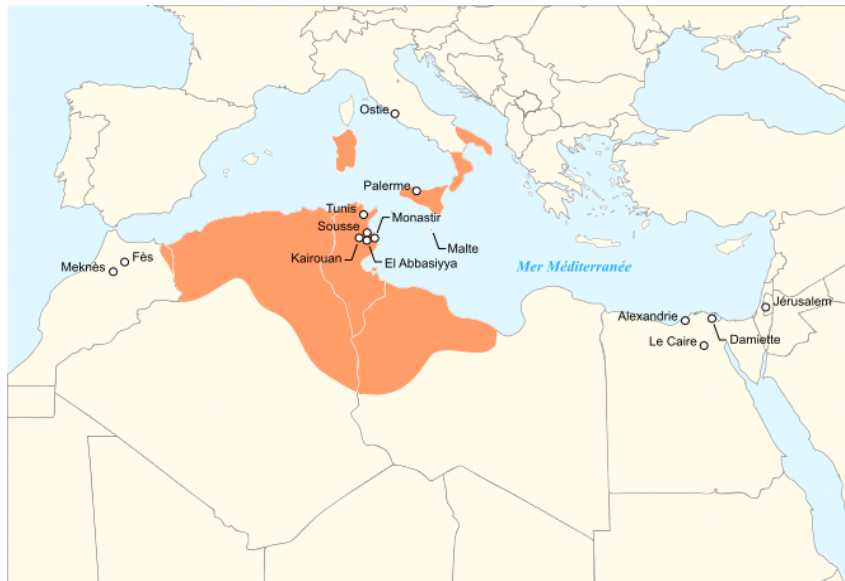 Ostie
Palerme
Tunis
Monastir
Sousse
Malte
Kairouan
El Abbasiyya
Fès
Meknès
Mer Méditerranée
Jérusalem
Alexandrie
Damiette
Le Caire